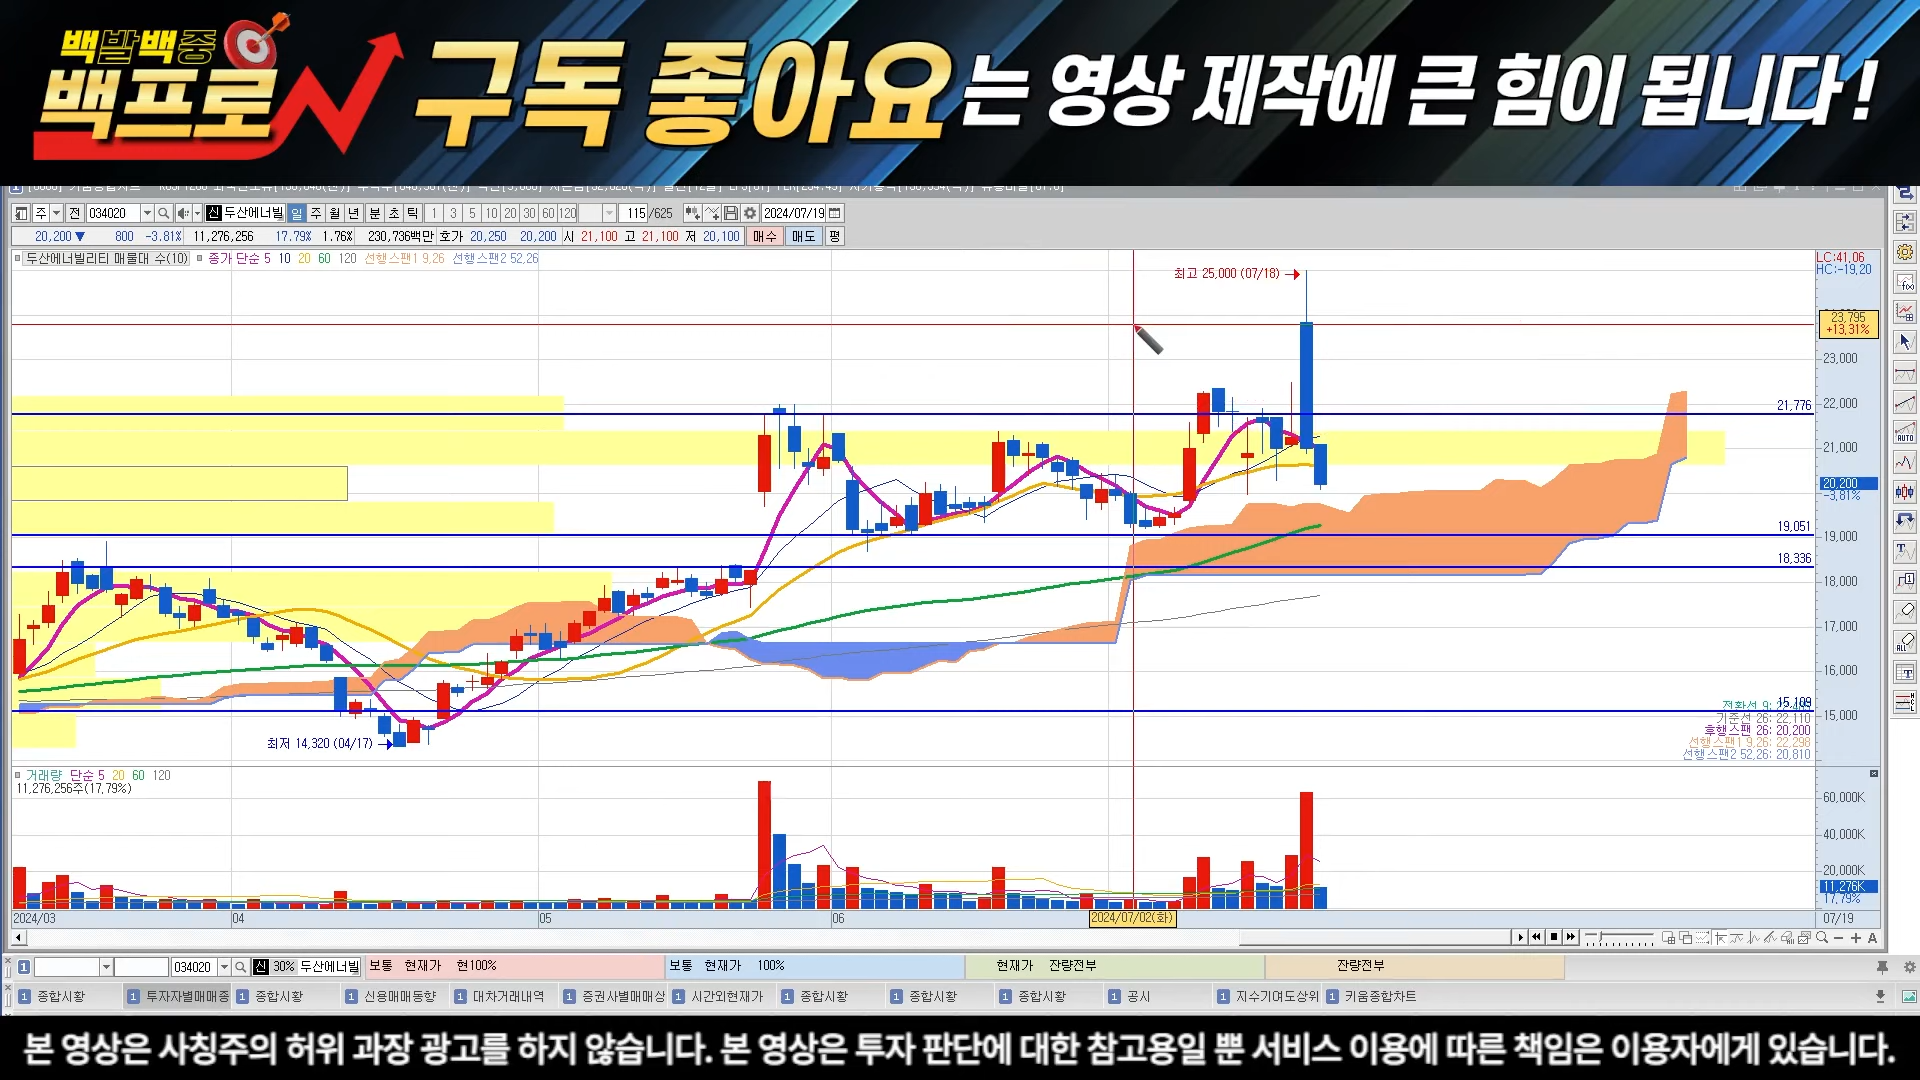 백발백중
백프로
구독 좋아요는 영상 제작에 큰 힘이 됩니다!
주 전 034020 신 두산에너빌 일 주 월 년 분 초 틱 1 3 5 10 20 30 60 120 115 /625 2024/07/19
20,200▼ 800 -3.81% 11,276,256 17.79% 1.76% 230,736백만 호가 20,250 20,200 시 21,100 고 21,100 저 20,100 매수 매도 평
두산에너빌리티 매물대 수(10) 종가 단순 5 10 20 60 120 선행스팬1 9,26 선행스팬2 52,26
LC:41.06
HC:-19.20
최고 25,000 (07/18)
23,795
+13.31%
23,000
22,000
21,776
21,000
20,200
-3.81%
19,051
19,000
18,336
18,000
17,000
16,000
15,109
15,000
최저 14,320 (04/17)
기준선 26: 22,110
후행스팬 26: 20,200
선행스팬1 9,26: 22,298
선행스팬2 52,26: 20,810
거래량 단순 5 20 60 120
11,276,256주(17.79%)
60,000K
40,000K
20,000K
11,276K
17.79%
2024/03 04 05 06 2024/07/02(화) 07/19
1 034020 신 30% 두산에너빌 보통 현재가 현100% 보통 현재가 100% 현재가 잔량전부 잔량전부
1 종합시황 1 투자자별매매종 1 종합시황 1 신용매매동향 1 대차거래내역 1 증권사별매매상 1 시간외현재가 1 종합시황 1 종합시황 1 종합시황 1 공시 1 지수기여도상위 1 키움종합차트
본 영상은 사칭주의 허위 과장 광고를 하지 않습니다. 본 영상은 투자 판단에 대한 참고용일 뿐 서비스 이용에 따른 책임은 이용자에게 있습니다.